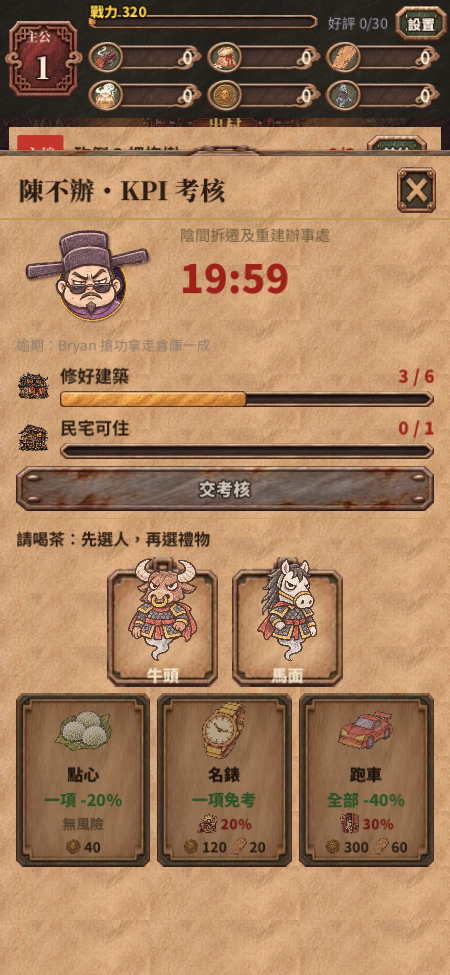 戰力.320
好評 0/30
設置
主公
1
0
0
0
0
0
0
陳不辦・KPI 考核
陰間拆遷及重建辦事處
19:59
逾期：Bryan 搶功拿走倉庫一成
修好建築
3 / 6
民宅可住
0 / 1
交考核
請喝茶：先選人，再選禮物
牛頭
馬面
點心
一項 -20%
無風險
40
名錶
一項免考
20%
120 20
跑車
全部 -40%
30%
300 60